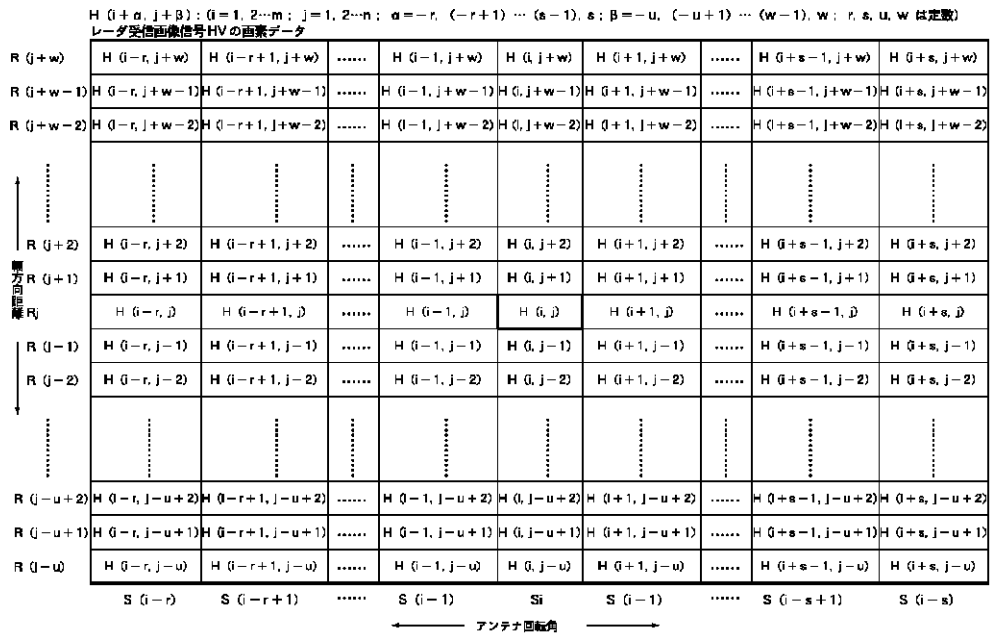 H (i+α, j+β) : (i=1, 2…m ; j=1, 2…n ; α=−r, (−r+1) … (s−1), s ; β=−u, (−u+1) … (w−1), w ; r, s, u, w は定数)
レーダ受信画像信号HVの画素データ
R (j+w) H (i−r, j+w) H (i−r+1, j+w) …… H (i−1, j+w) H (i, j+w) H (i+1, j+w) …… H (i+s−1, j+w) H (i+s, j+w)
R (j+w−1) H (i−r, j+w−1) H (i−r+1, j+w−1) …… H (i−1, j+w−1) H (i, j+w−1) H (i+1, j+w−1) …… H (i+s−1, j+w−1) H (i+s, j+w−1)
R (j+w−2) H (i−r, j+w−2) H (i−r+1, j+w−2) …… H (i−1, j+w−2) H (i, j+w−2) H (i+1, j+w−2) …… H (i+s−1, j+w−2) H (i+s, j+w−2)
R (j+2) H (i−r, j+2) H (i−r+1, j+2) …… H (i−1, j+2) H (i, j+2) H (i+1, j+2) …… H (i+s−1, j+2) H (i+s, j+2)
R (j+1) H (i−r, j+1) H (i−r+1, j+1) …… H (i−1, j+1) H (i, j+1) H (i+1, j+1) …… H (i+s−1, j+1) H (i+s, j+1)
幅方向距離
Rj H (i−r, j) H (i−r+1, j) …… H (i−1, j) H (i, j) H (i+1, j) …… H (i+s−1, j) H (i+s, j)
R (j−1) H (i−r, j−1) H (i−r+1, j−1) …… H (i−1, j−1) H (i, j−1) H (i+1, j−1) …… H (i+s−1, j−1) H (i+s, j−1)
R (j−2) H (i−r, j−2) H (i−r+1, j−2) …… H (i−1, j−2) H (i, j−2) H (i+1, j−2) …… H (i+s−1, j−2) H (i+s, j−2)
R (j−u+2) H (i−r, j−u+2) H (i−r+1, j−u+2) …… H (i−1, j−u+2) H (i, j−u+2) H (i+1, j−u+2) …… H (i+s−1, j−u+2) H (i+s, j−u+2)
R (j−u+1) H (i−r, j−u+1) H (i−r+1, j−u+1) …… H (i−1, j−u+1) H (i, j−u+1) H (i+1, j−u+1) …… H (i+s−1, j−u+1) H (i+s, j−u+1)
R (j−u) H (i−r, j−u) H (i−r+1, j−u) …… H (i−1, j−u) H (i, j−u) H (i+1, j−u) …… H (i+s−1, j−u) H (i+s, j−u)
S (i−r) S (i−r+1) …… S (i−1) Si S (i−1) …… S (i−s+1) S (i−s)
アンテナ回転角